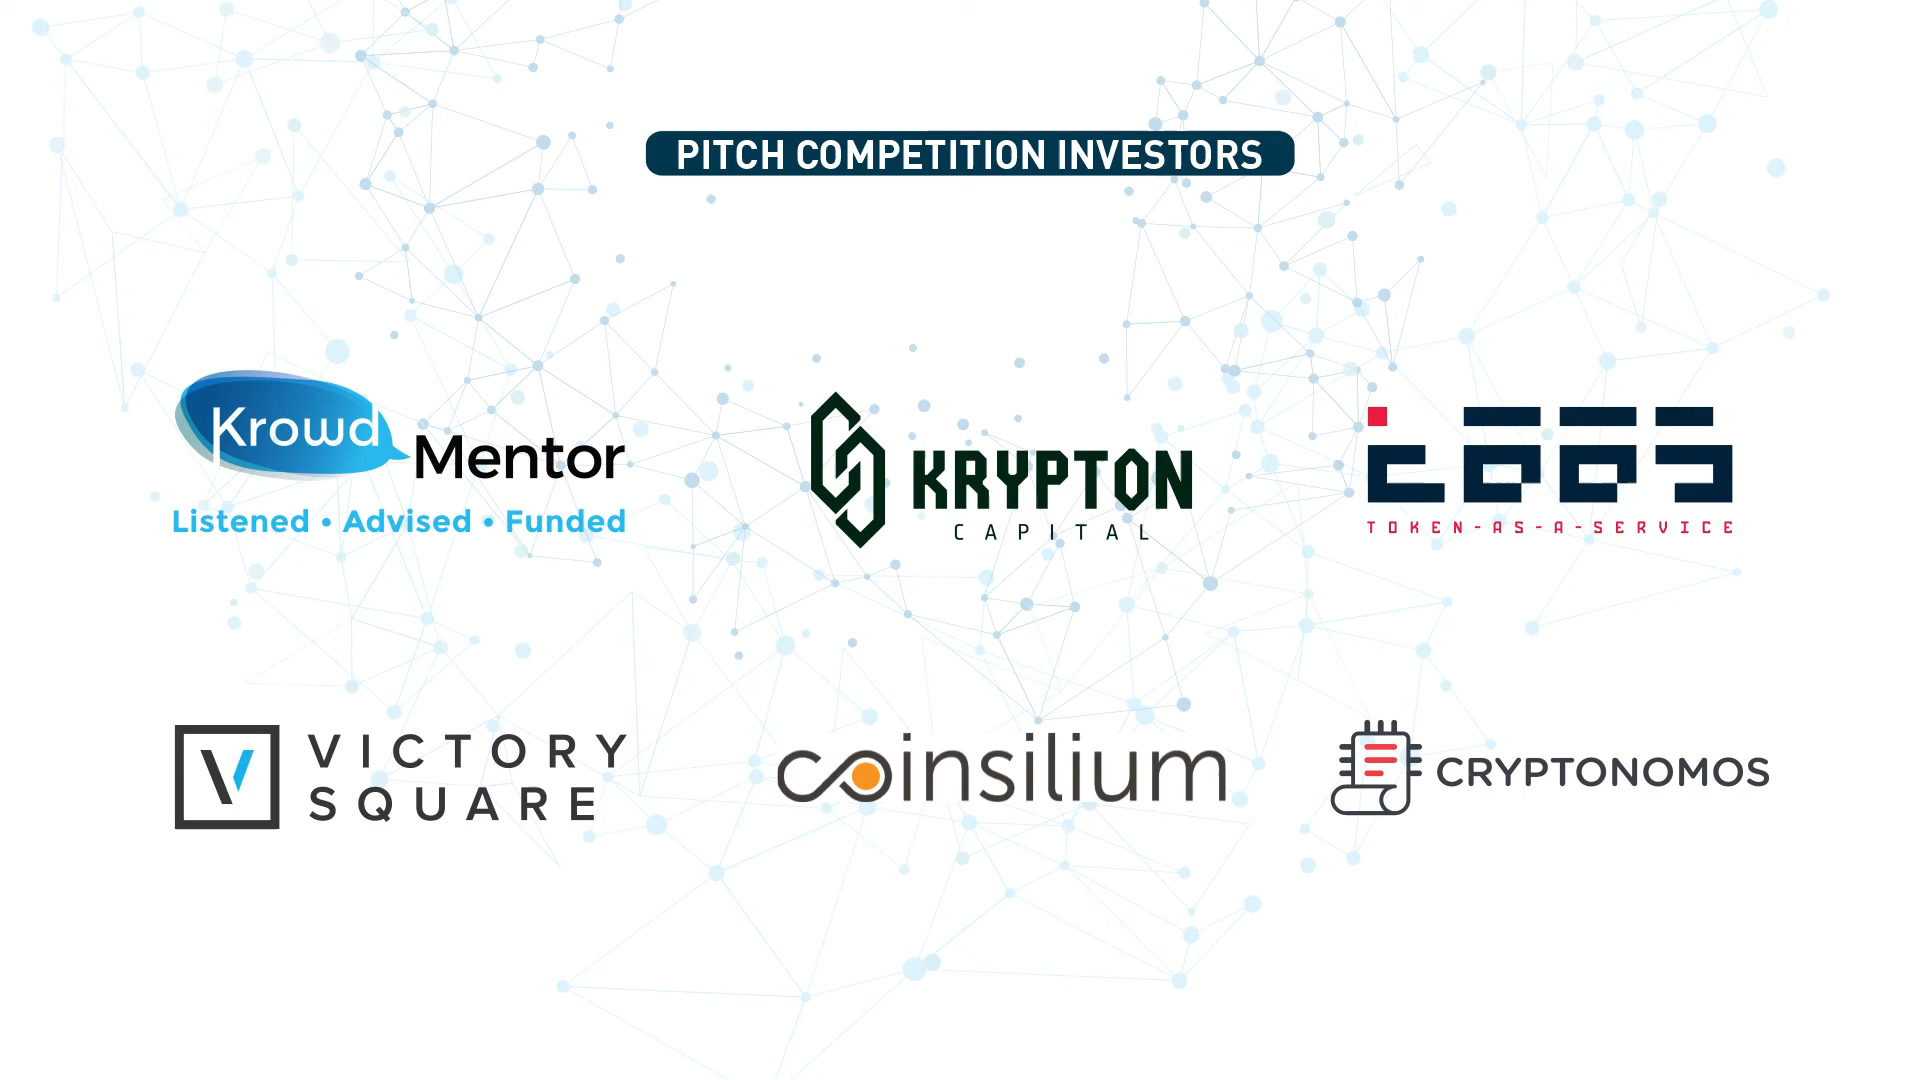 PITCH COMPETITION INVESTORS
Krowd Mentor
Listened • Advised • Funded
KRYPTON
CAPITAL
TOKEN-AS-A-SERVICE
VICTORY
SQUARE
coinsilium
CRYPTONOMOS